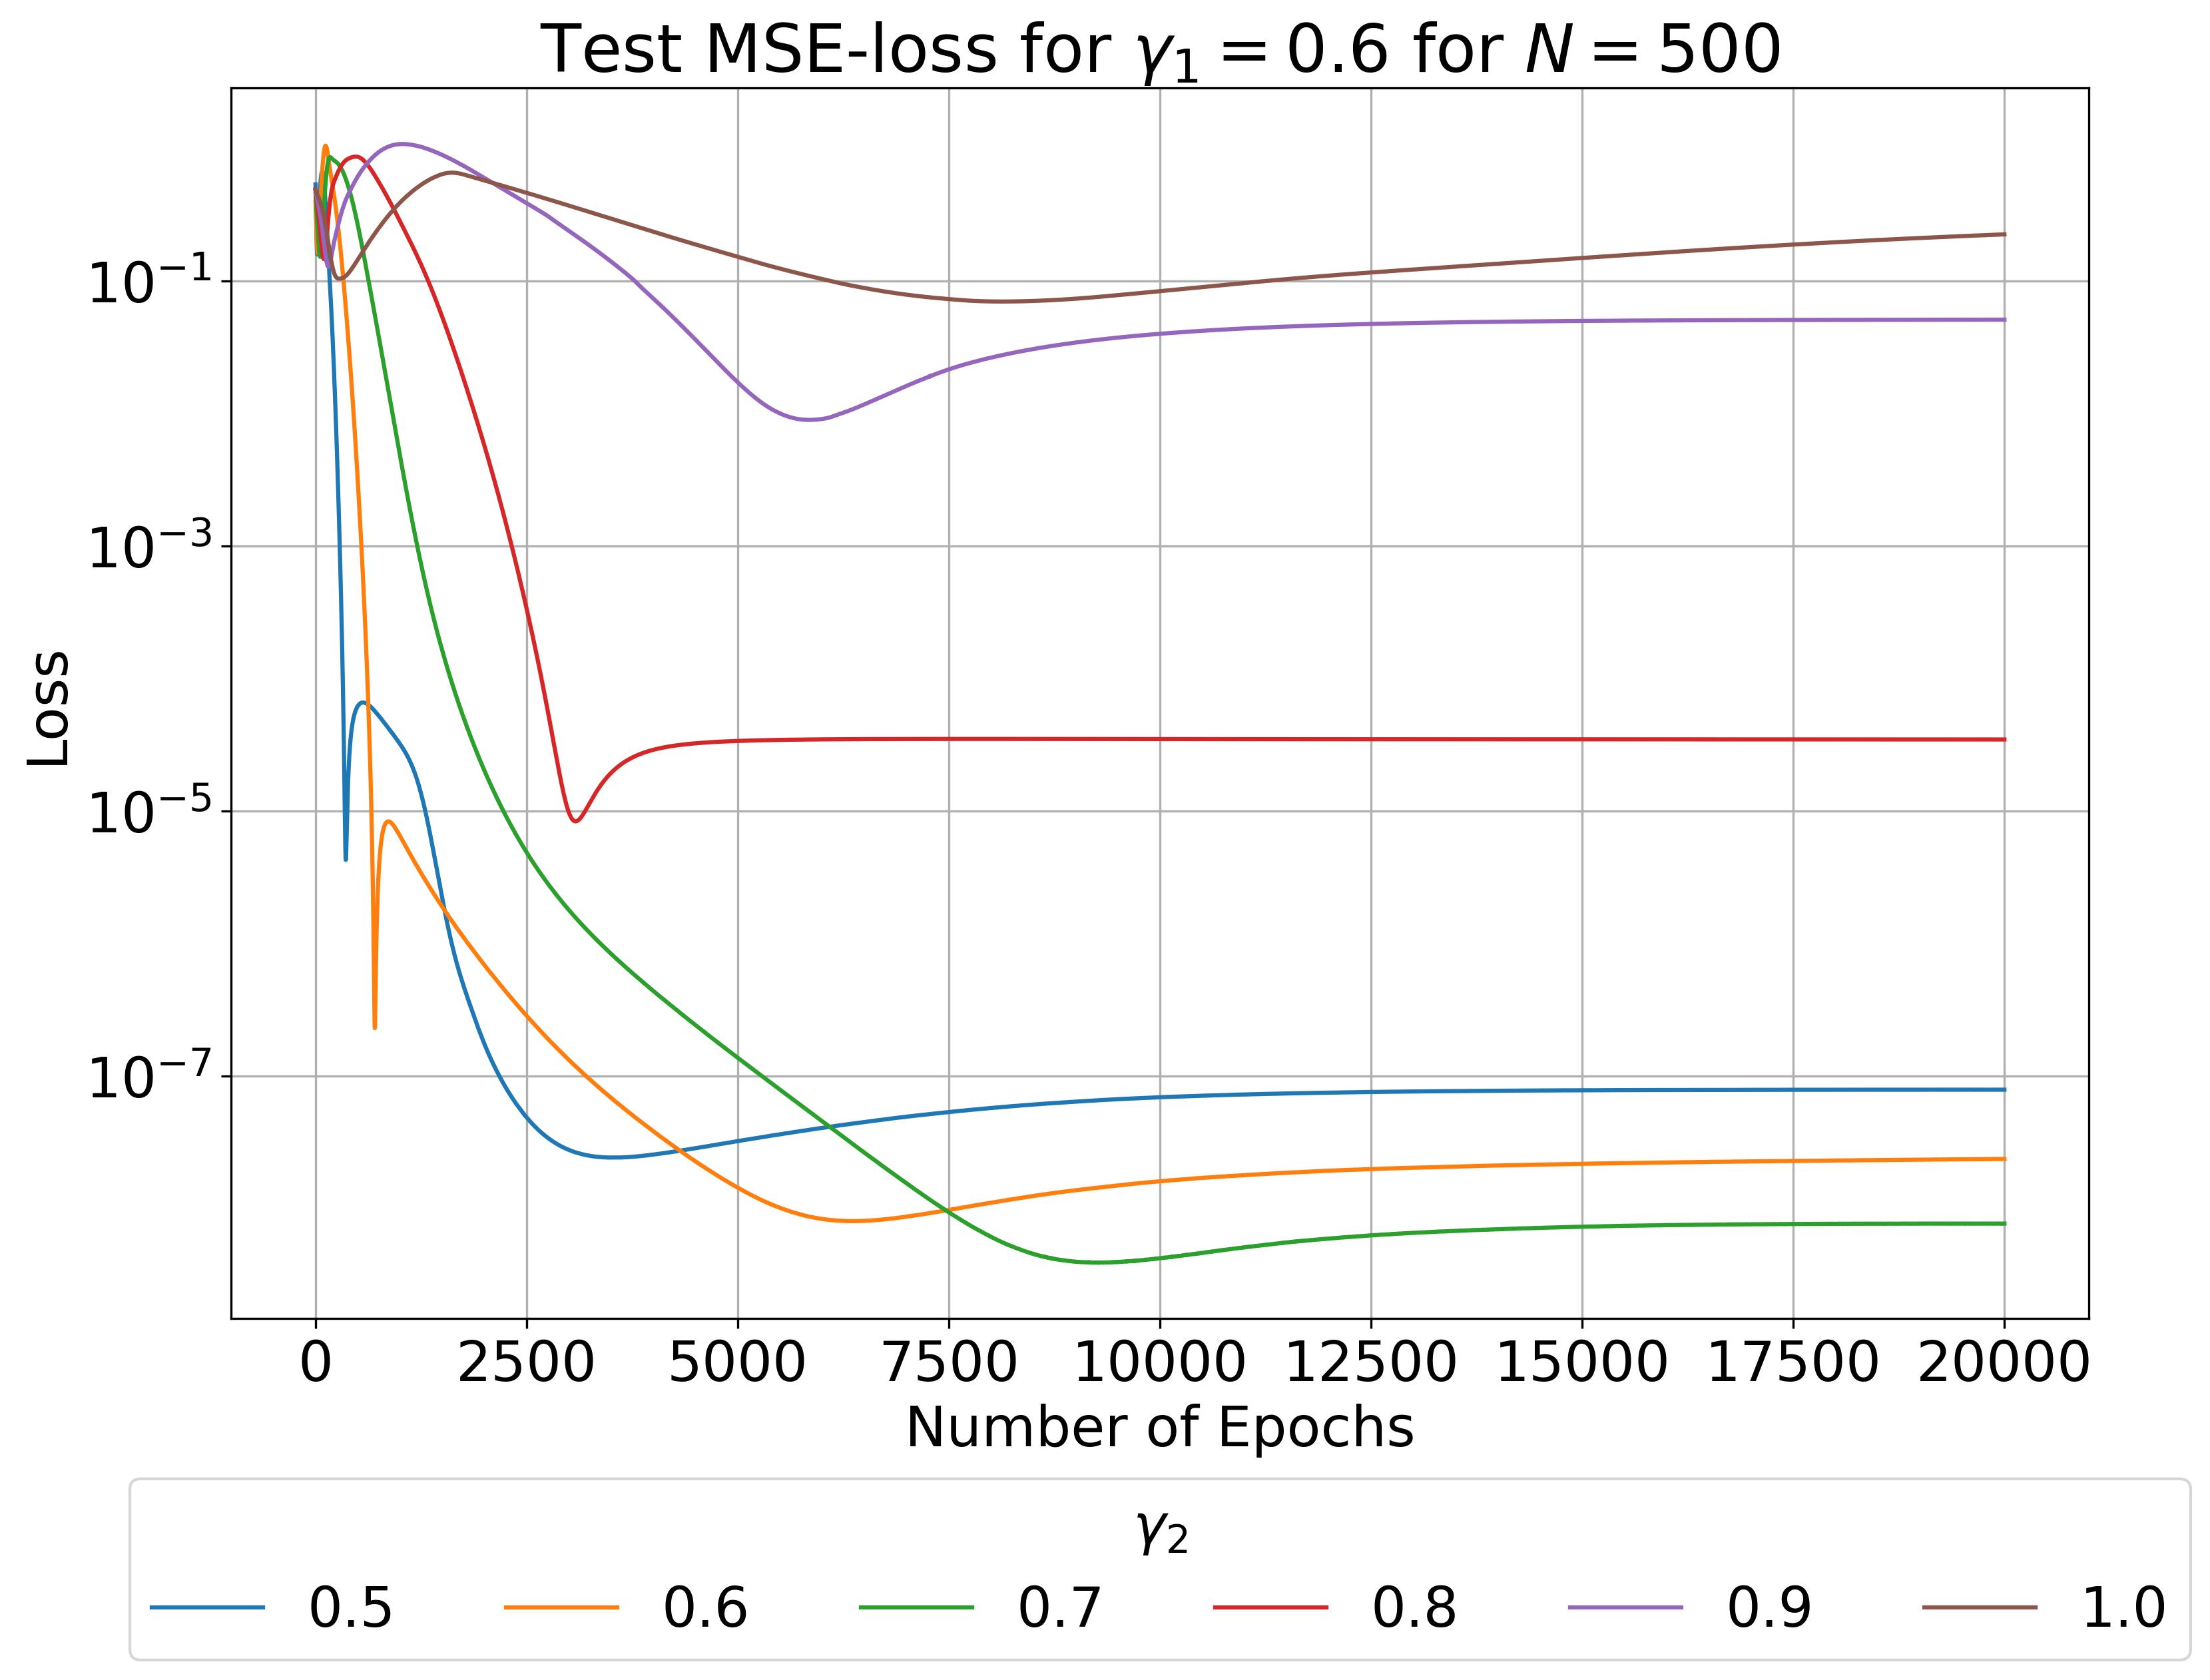 Test MSE-loss for γ₁ = 0.6 for N = 500
Loss
10⁻¹
10⁻³
10⁻⁵
10⁻⁷
0 2500 5000 7500 10000 12500 15000 17500 20000
Number of Epochs
γ₂
0.5 0.6 0.7 0.8 0.9 1.0